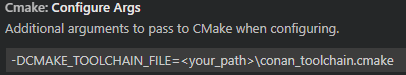 Cmake: Configure Args
Additional arguments to pass to CMake when configuring.
-DCMAKE_TOOLCHAIN_FILE=<your_path>\conan_toolchain.cmake